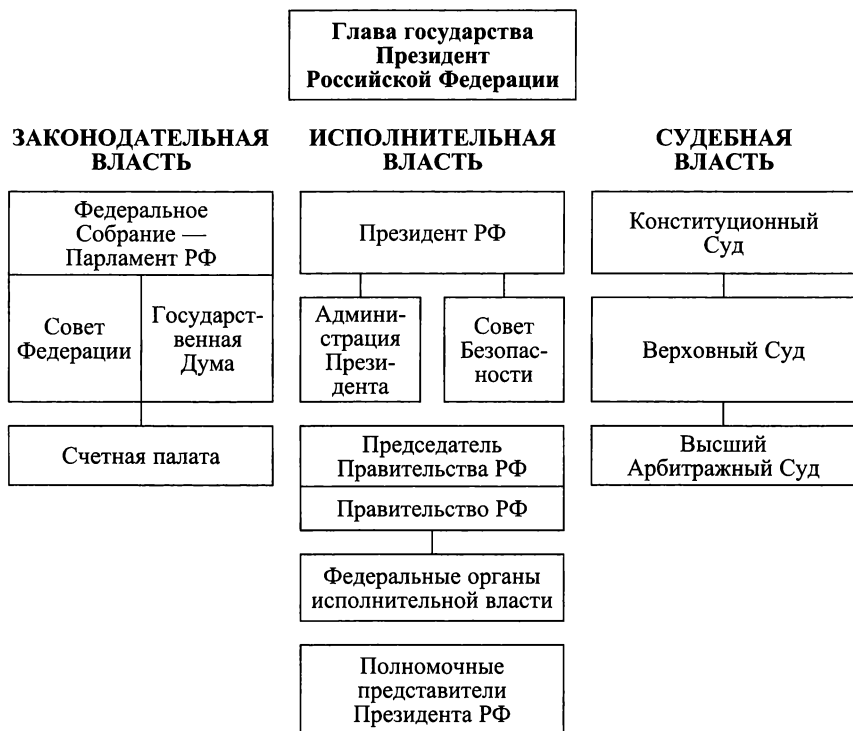 Глава государства
Президент
Российской Федерации
ЗАКОНОДАТЕЛЬНАЯ
ВЛАСТЬ
Федеральное
Собрание —
Парламент РФ
Совет
Федерации
Государст-
венная
Дума
Счетная палата
ИСПОЛНИТЕЛЬНАЯ
ВЛАСТЬ
Президент РФ
Админи-
страция
Прези-
дента
Совет
Безопас-
ности
Председатель
Правительства РФ
Правительство РФ
Федеральные органы
исполнительной власти
Полномочные
представители
Президента РФ
СУДЕБНАЯ
ВЛАСТЬ
Конституционный
Суд
Верховный Суд
Высший
Арбитражный Суд